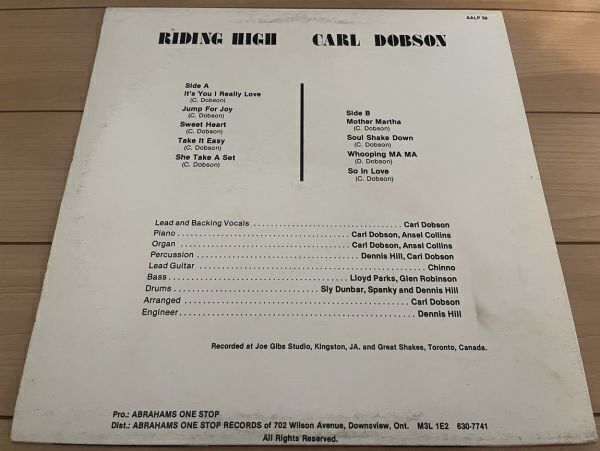 AALP 38
RIDING HIGH CARL DOBSON
Side A
It's You I Really Love
(C. Dobson)
Jump For Joy
(C. Dobson)
Sweet Heart
(C. Dobson)
Take It Easy
(C. Dobson)
She Take A Set
(C. Dobson)
Side B
Mother Martha
(C. Dobson)
Soul Shake Down
(C. Dobson)
Whooping MA MA
(D. Dobson)
So In Love
(C. Dobson)
Lead and Backing Vocals ........................ Carl Dobson
Piano ........................ Carl Dobson, Ansel Collins
Organ ........................ Carl Dobson, Ansel Collins
Percussion ........................ Dennis Hill, Carl Dobson
Lead Guitar ........................ Chinno
Bass ........................ Lloyd Parks, Glen Robinson
Drums ........................ Sly Dunbar, Spanky and Dennis Hill
Arranged ........................ Carl Dobson
Engineer ........................ Dennis Hill
Recorded at Joe Gibs Studio, Kingston, JA. and Great Shakes, Toronto, Canada.
Pro.: ABRAHAMS ONE STOP
Dist.: ABRAHAMS ONE STOP RECORDS of 702 Wilson Avenue, Downsview, Ont. M3L 1E2 630-7741
All Rights Reserved.